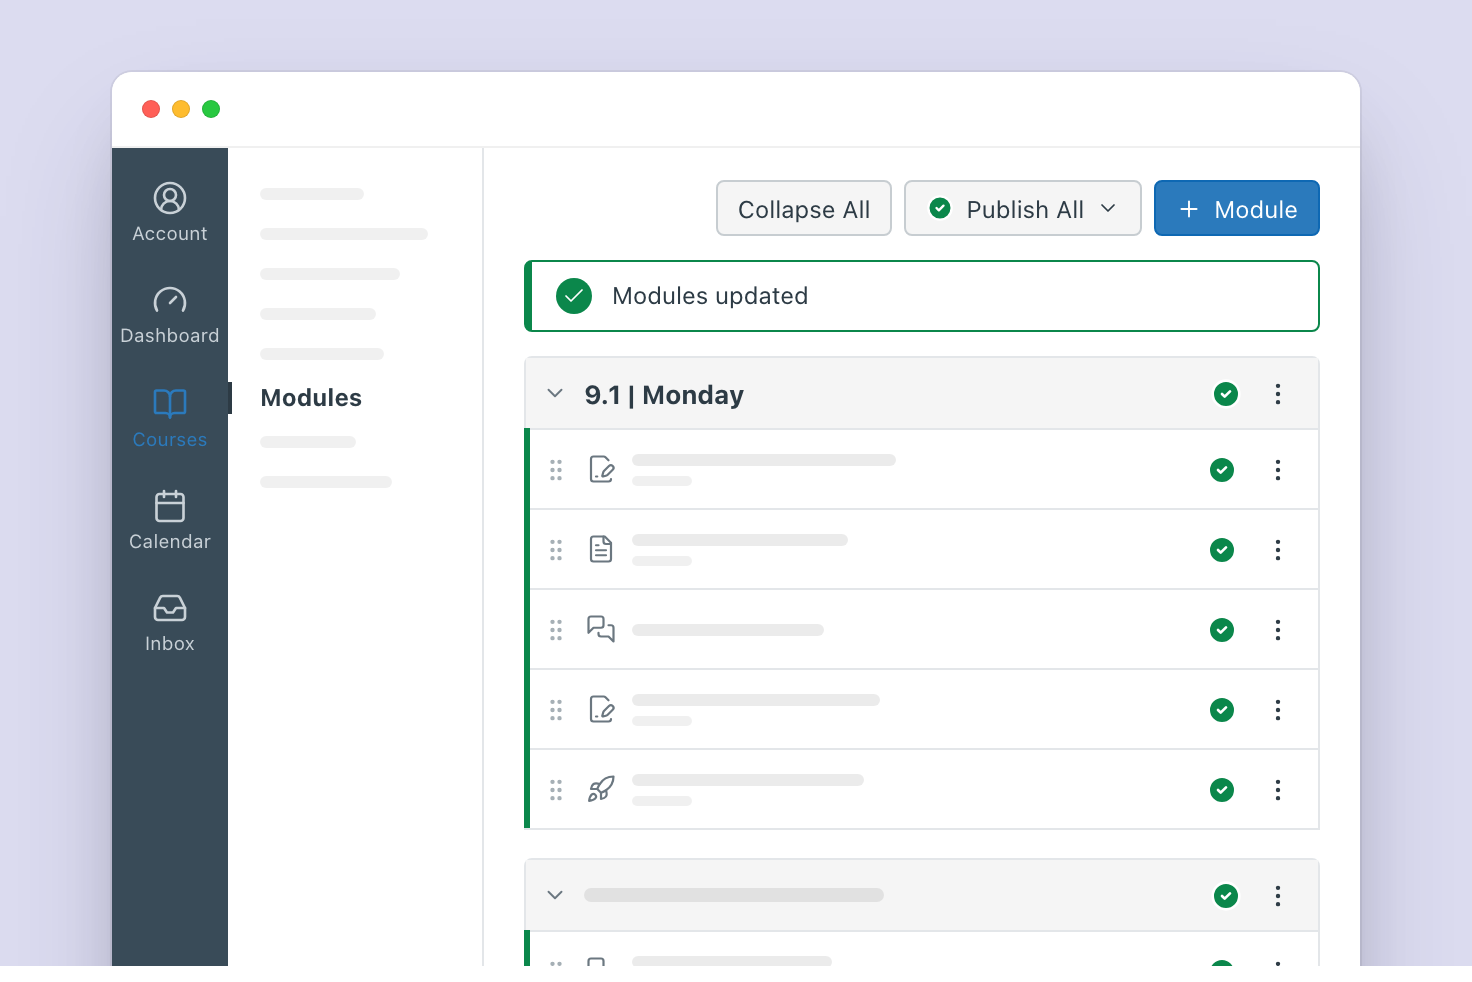 Account
Dashboard
Courses
Calendar
Inbox
Modules
Collapse All
Publish All
+ Module
Modules updated
9.1 | Monday